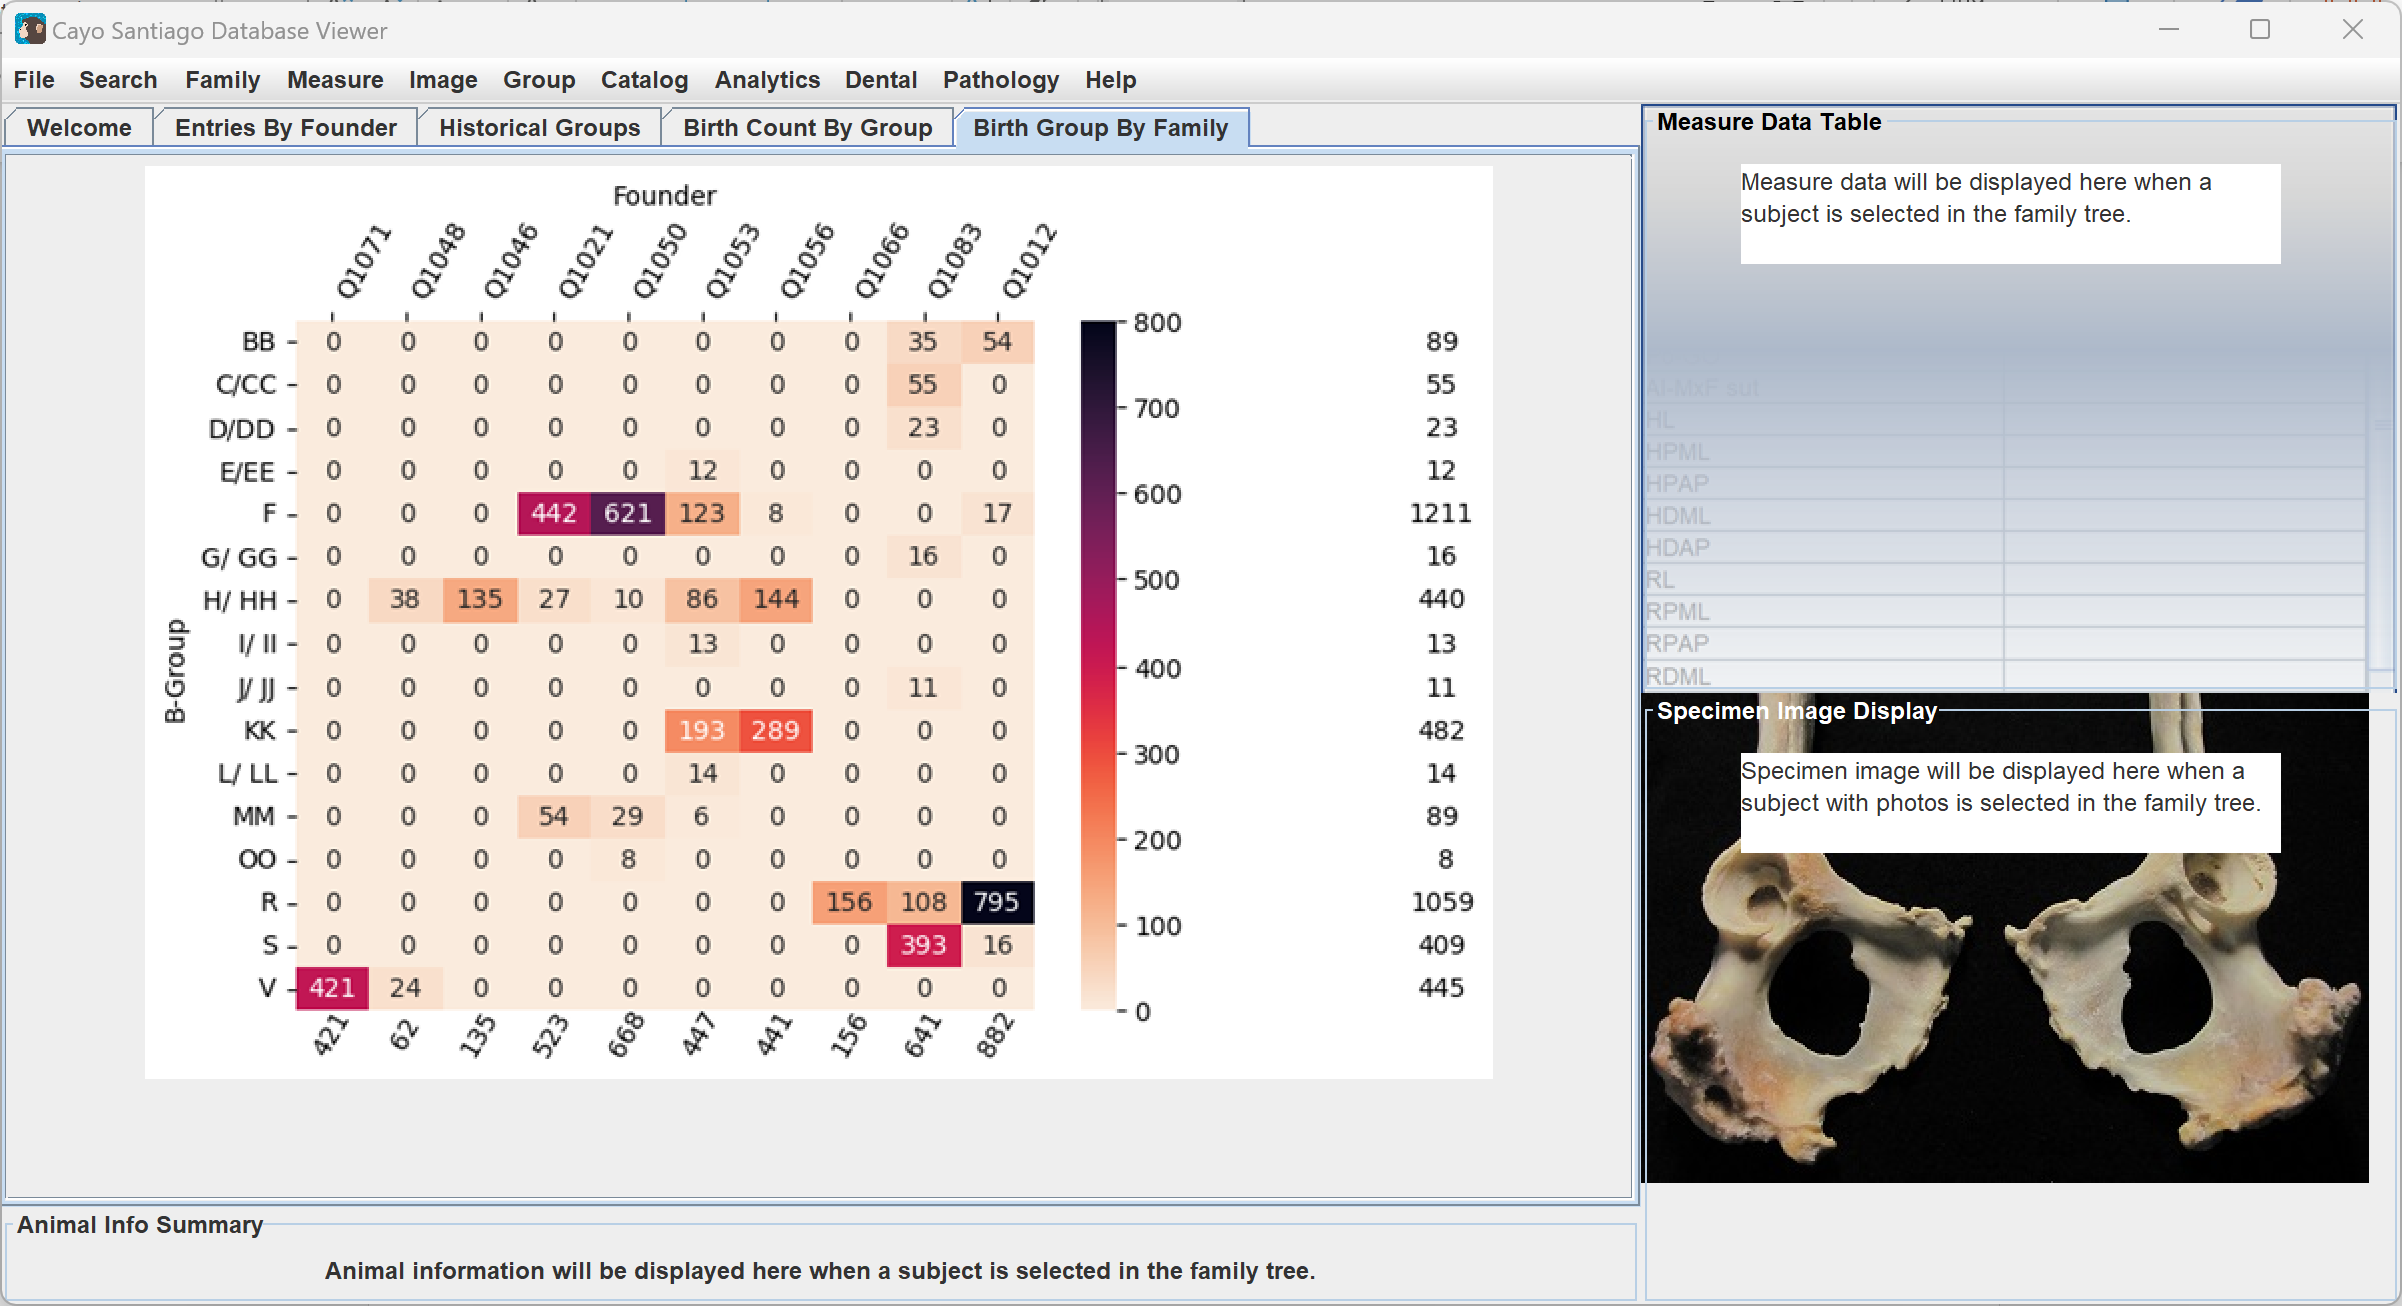 Cayo Santiago Database Viewer
File Search Family Measure Image Group Catalog Analytics Dental Pathology Help
Welcome Entries By Founder Historical Groups Birth Count By Group Birth Group By Family
Founder
Q1071 Q1048 Q1046 Q1021 Q1050 Q1053 Q1056 Q1066 Q1083 Q1012
B-Group
BB 0 0 0 0 0 0 0 0 35 54 89
C/CC 0 0 0 0 0 0 0 0 55 0 55
D/DD 0 0 0 0 0 0 0 0 23 0 23
E/EE 0 0 0 0 0 12 0 0 0 0 12
F 0 0 0 442 621 123 8 0 0 17 1211
G/ GG 0 0 0 0 0 0 0 0 16 0 16
H/ HH 0 38 135 27 10 86 144 0 0 0 440
I/ II 0 0 0 0 0 13 0 0 0 0 13
J/ JJ 0 0 0 0 0 0 0 0 11 0 11
KK 0 0 0 0 0 193 289 0 0 0 482
L/ LL 0 0 0 0 0 14 0 0 0 0 14
MM 0 0 0 54 29 6 0 0 0 0 89
OO 0 0 0 0 8 0 0 0 0 0 8
R 0 0 0 0 0 0 0 156 108 795 1059
S 0 0 0 0 0 0 0 0 393 16 409
V 421 24 0 0 0 0 0 0 0 0 445
421 62 135 523 668 447 441 156 641 882
800
700
600
500
400
300
200
100
0
Measure Data Table
Measure data will be displayed here when a
subject is selected in the family tree.
Al-MxF sut
HL
HPML
HPAP
HDML
HDAP
RL
RPML
RPAP
RDML
Specimen Image Display
Specimen image will be displayed here when a
subject with photos is selected in the family tree.
Animal Info Summary
Animal information will be displayed here when a subject is selected in the family tree.